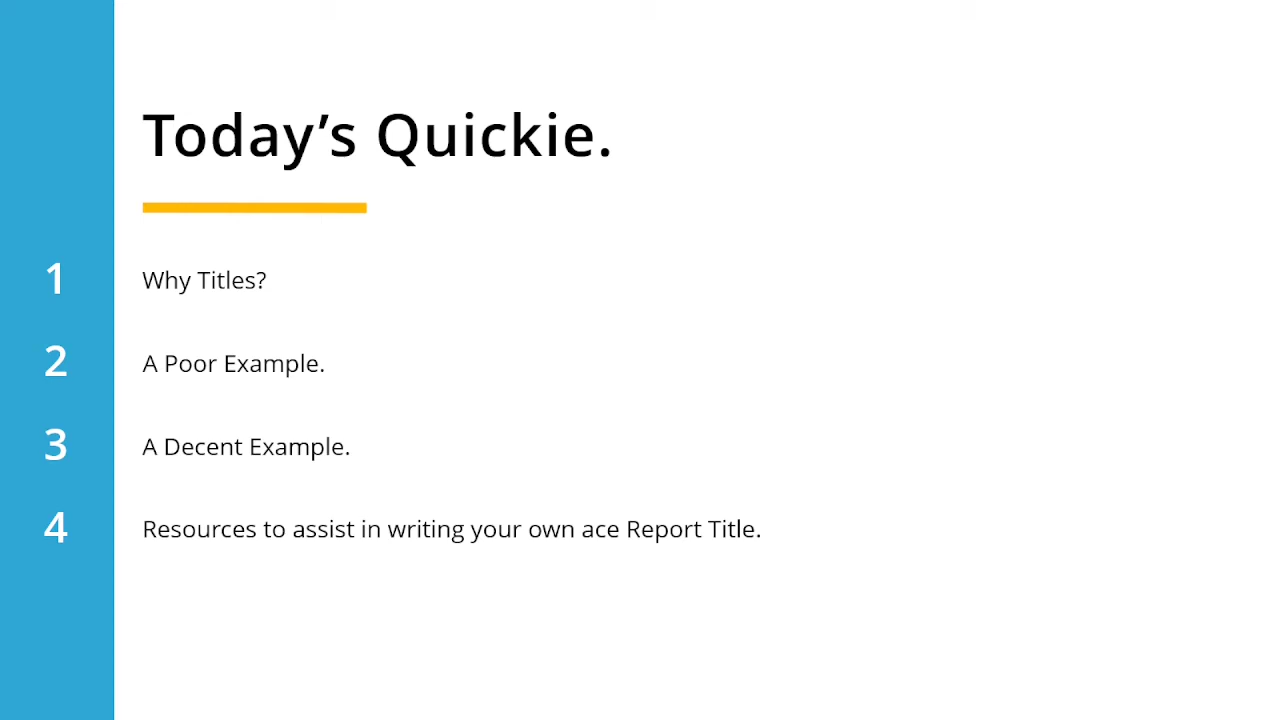 Today’s Quickie.
1 Why Titles?
2 A Poor Example.
3 A Decent Example.
4 Resources to assist in writing your own ace Report Title.